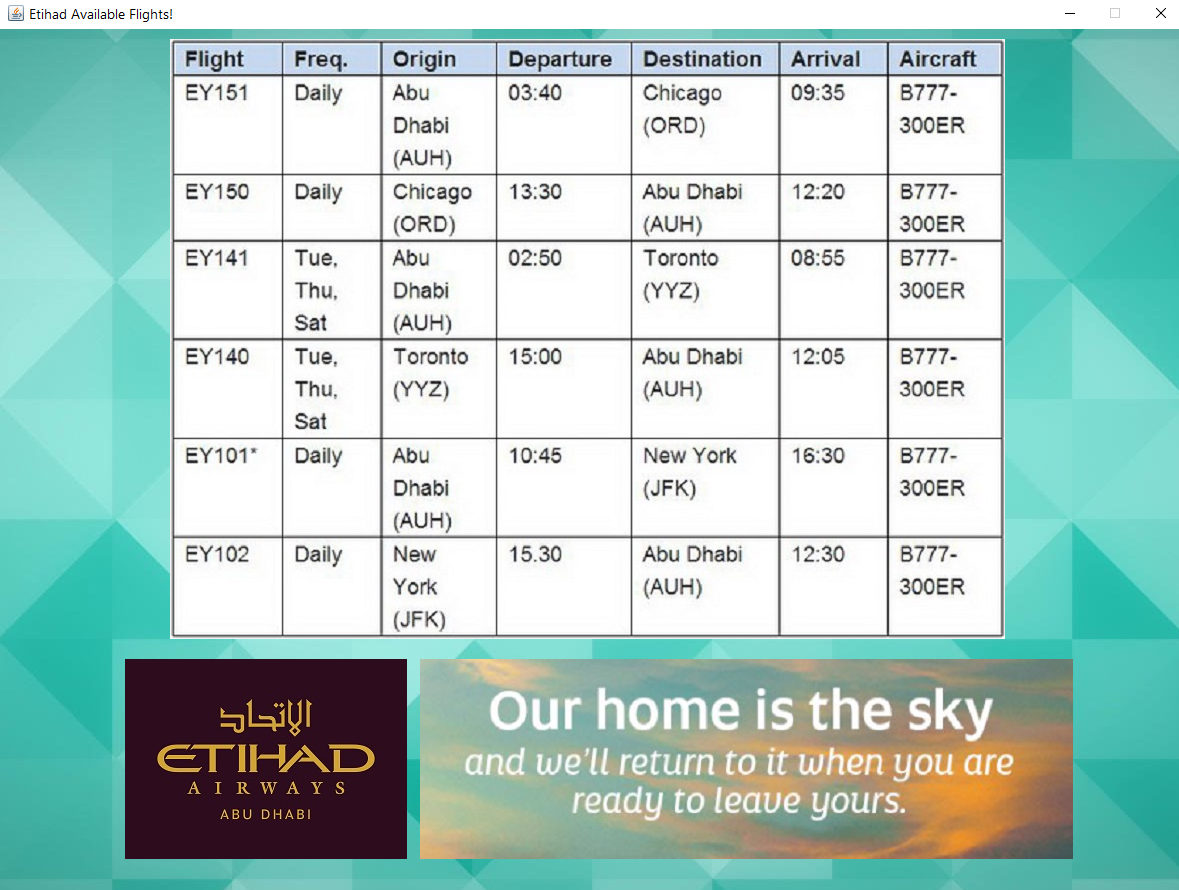 Etihad Available Flights!
Flight Freq. Origin Departure Destination Arrival Aircraft
EY151 Daily Abu 03:40 Chicago 09:35 B777-
Dhabi (ORD) 300ER
(AUH)
EY150 Daily Chicago 13:30 Abu Dhabi 12:20 B777-
(ORD) (AUH) 300ER
EY141 Tue, Abu 02:50 Toronto 08:55 B777-
Thu, Dhabi (YYZ) 300ER
Sat (AUH)
EY140 Tue, Toronto 15:00 Abu Dhabi 12:05 B777-
Thu, (YYZ) (AUH) 300ER
Sat
EY101* Daily Abu 10:45 New York 16:30 B777-
Dhabi (JFK) 300ER
(AUH)
EY102 Daily New 15.30 Abu Dhabi 12:30 B777-
York (AUH) 300ER
(JFK)
الإتحاد
ETIHAD
AIRWAYS
ABU DHABI
Our home is the sky
and we'll return to it when you are
ready to leave yours.